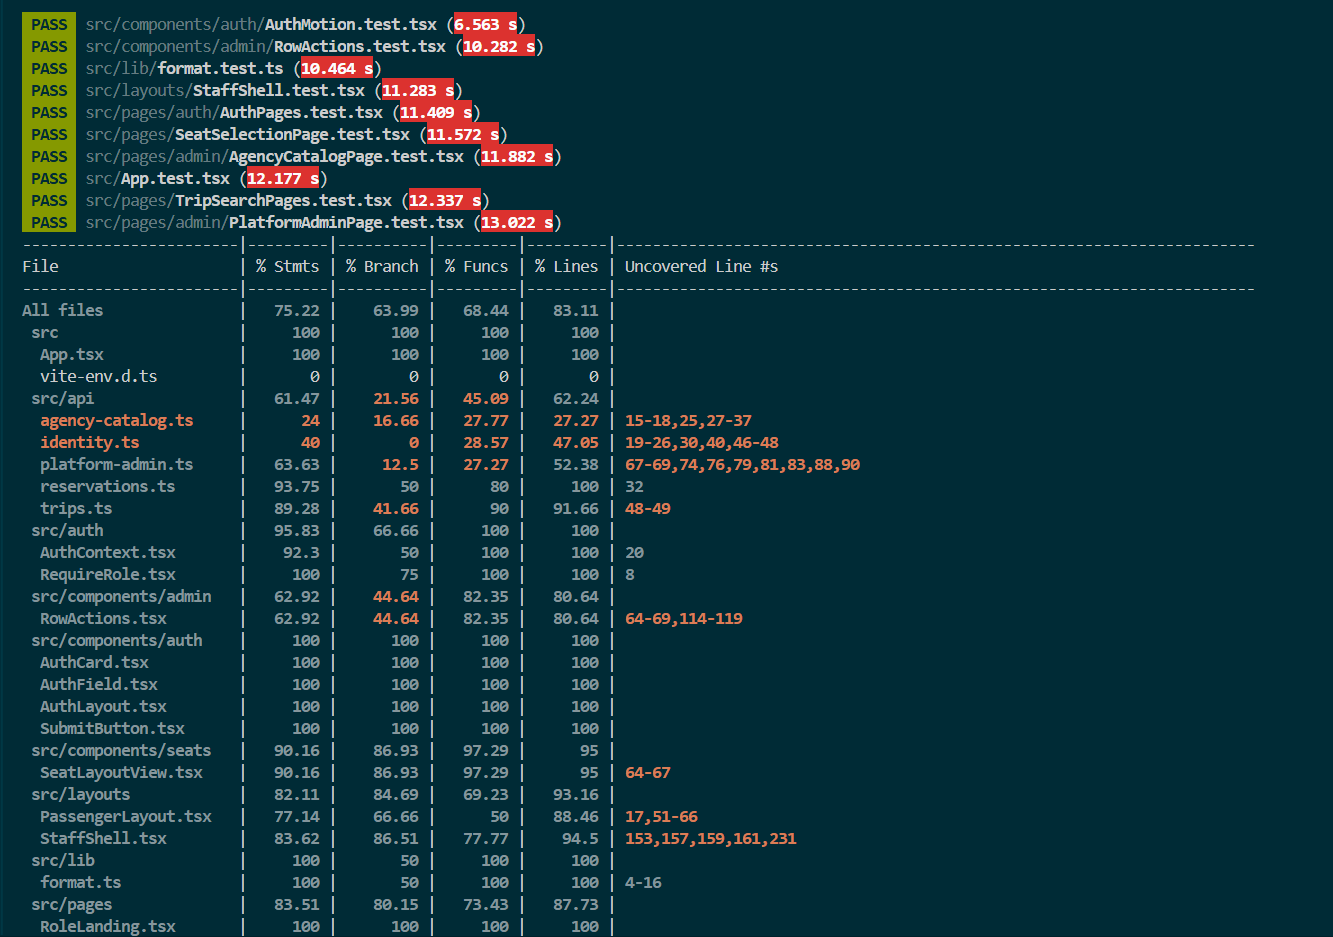 PASS src/components/auth/AuthMotion.test.tsx (6.563 s)
PASS src/components/admin/RowActions.test.tsx (10.282 s)
PASS src/lib/format.test.ts (10.464 s)
PASS src/layouts/StaffShell.test.tsx (11.283 s)
PASS src/pages/auth/AuthPages.test.tsx (11.409 s)
PASS src/pages/SeatSelectionPage.test.tsx (11.572 s)
PASS src/pages/admin/AgencyCatalogPage.test.tsx (11.882 s)
PASS src/App.test.tsx (12.177 s)
PASS src/pages/TripSearchPages.test.tsx (12.337 s)
PASS src/pages/admin/PlatformAdminPage.test.tsx (13.022 s)
------------------------|---------|----------|---------|---------|-----------------------------------------------------------------------
File | % Stmts | % Branch | % Funcs | % Lines | Uncovered Line #s
------------------------|---------|----------|---------|---------|-----------------------------------------------------------------------
All files | 75.22 | 63.99 | 68.44 | 83.11 |
src | 100 | 100 | 100 | 100 |
App.tsx | 100 | 100 | 100 | 100 |
vite-env.d.ts | 0 | 0 | 0 | 0 |
src/api | 61.47 | 21.56 | 45.09 | 62.24 |
agency-catalog.ts | 24 | 16.66 | 27.77 | 27.27 | 15-18,25,27-37
identity.ts | 40 | 0 | 28.57 | 47.05 | 19-26,30,40,46-48
platform-admin.ts | 63.63 | 12.5 | 27.27 | 52.38 | 67-69,74,76,79,81,83,88,90
reservations.ts | 93.75 | 50 | 80 | 100 | 32
trips.ts | 89.28 | 41.66 | 90 | 91.66 | 48-49
src/auth | 95.83 | 66.66 | 100 | 100 |
AuthContext.tsx | 92.3 | 50 | 100 | 100 | 20
RequireRole.tsx | 100 | 75 | 100 | 100 | 8
src/components/admin | 62.92 | 44.64 | 82.35 | 80.64 |
RowActions.tsx | 62.92 | 44.64 | 82.35 | 80.64 | 64-69,114-119
src/components/auth | 100 | 100 | 100 | 100 |
AuthCard.tsx | 100 | 100 | 100 | 100 |
AuthField.tsx | 100 | 100 | 100 | 100 |
AuthLayout.tsx | 100 | 100 | 100 | 100 |
SubmitButton.tsx | 100 | 100 | 100 | 100 |
src/components/seats | 90.16 | 86.93 | 97.29 | 95 |
SeatLayoutView.tsx | 90.16 | 86.93 | 97.29 | 95 | 64-67
src/layouts | 82.11 | 84.69 | 69.23 | 93.16 |
PassengerLayout.tsx | 77.14 | 66.66 | 50 | 88.46 | 17,51-66
StaffShell.tsx | 83.62 | 86.51 | 77.77 | 94.5 | 153,157,159,161,231
src/lib | 100 | 50 | 100 | 100 |
format.ts | 100 | 50 | 100 | 100 | 4-16
src/pages | 83.51 | 80.15 | 73.43 | 87.73 |
RoleLanding.tsx | 100 | 100 | 100 | 100 |